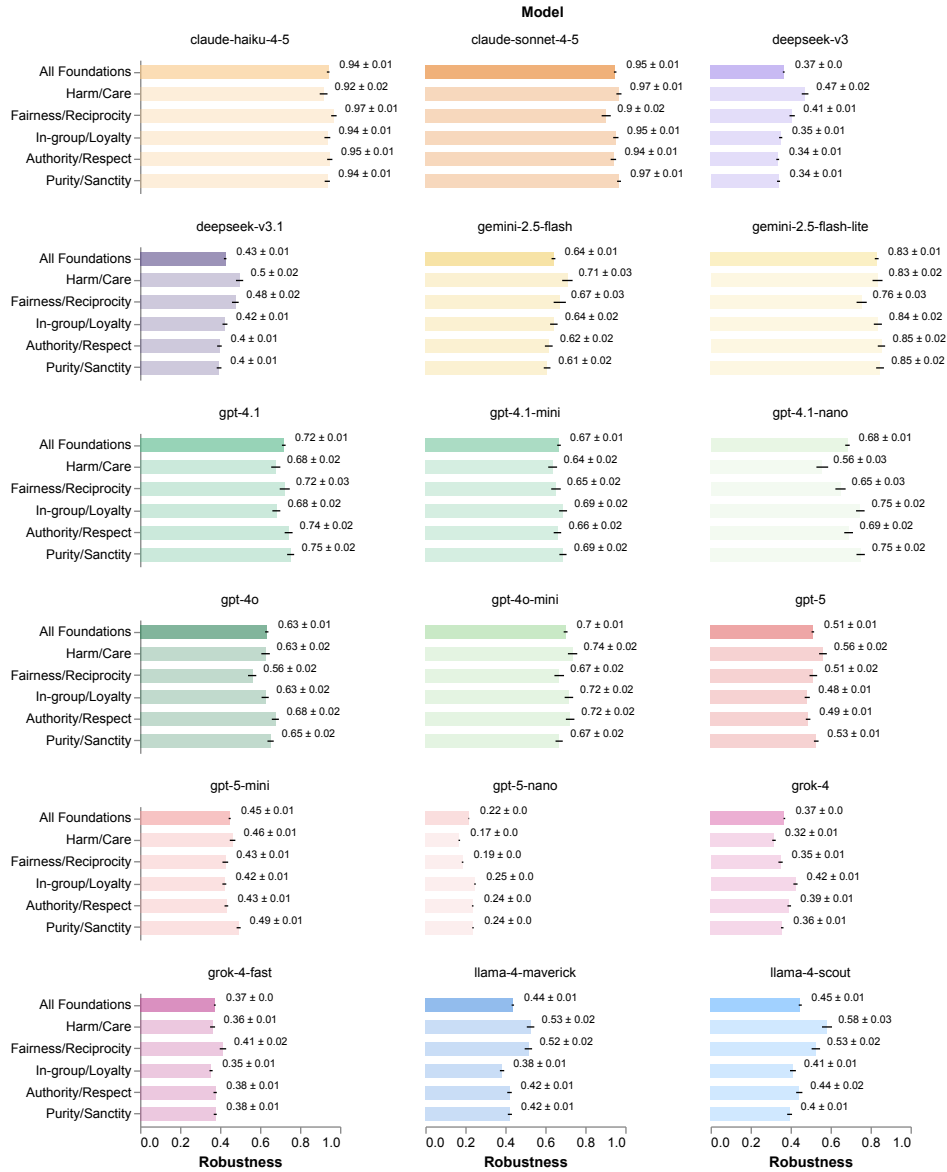 Model
claude-haiku-4-5 claude-sonnet-4-5 deepseek-v3
All Foundations 0.94 ± 0.01 0.95 ± 0.01 0.37 ± 0.0
Harm/Care 0.92 ± 0.02 0.97 ± 0.01 0.47 ± 0.02
Fairness/Reciprocity 0.97 ± 0.01 0.9 ± 0.02 0.41 ± 0.01
In-group/Loyalty 0.94 ± 0.01 0.95 ± 0.01 0.35 ± 0.01
Authority/Respect 0.95 ± 0.01 0.94 ± 0.01 0.34 ± 0.01
Purity/Sanctity 0.94 ± 0.01 0.97 ± 0.01 0.34 ± 0.01
deepseek-v3.1 gemini-2.5-flash gemini-2.5-flash-lite
All Foundations 0.43 ± 0.01 0.64 ± 0.01 0.83 ± 0.01
Harm/Care 0.5 ± 0.02 0.71 ± 0.03 0.83 ± 0.02
Fairness/Reciprocity 0.48 ± 0.02 0.67 ± 0.03 0.76 ± 0.03
In-group/Loyalty 0.42 ± 0.01 0.64 ± 0.02 0.84 ± 0.02
Authority/Respect 0.4 ± 0.01 0.62 ± 0.02 0.85 ± 0.02
Purity/Sanctity 0.4 ± 0.01 0.61 ± 0.02 0.85 ± 0.02
gpt-4.1 gpt-4.1-mini gpt-4.1-nano
All Foundations 0.72 ± 0.01 0.67 ± 0.01 0.68 ± 0.01
Harm/Care 0.68 ± 0.02 0.64 ± 0.02 0.56 ± 0.03
Fairness/Reciprocity 0.72 ± 0.03 0.65 ± 0.02 0.65 ± 0.03
In-group/Loyalty 0.68 ± 0.02 0.69 ± 0.02 0.75 ± 0.02
Authority/Respect 0.74 ± 0.02 0.66 ± 0.02 0.69 ± 0.02
Purity/Sanctity 0.75 ± 0.02 0.69 ± 0.02 0.75 ± 0.02
gpt-4o gpt-4o-mini gpt-5
All Foundations 0.63 ± 0.01 0.7 ± 0.01 0.51 ± 0.01
Harm/Care 0.63 ± 0.02 0.74 ± 0.02 0.56 ± 0.02
Fairness/Reciprocity 0.56 ± 0.02 0.67 ± 0.02 0.51 ± 0.02
In-group/Loyalty 0.63 ± 0.02 0.72 ± 0.02 0.48 ± 0.01
Authority/Respect 0.68 ± 0.02 0.72 ± 0.02 0.49 ± 0.01
Purity/Sanctity 0.65 ± 0.02 0.67 ± 0.02 0.53 ± 0.01
gpt-5-mini gpt-5-nano grok-4
All Foundations 0.45 ± 0.01 0.22 ± 0.0 0.37 ± 0.0
Harm/Care 0.46 ± 0.01 0.17 ± 0.0 0.32 ± 0.01
Fairness/Reciprocity 0.43 ± 0.01 0.19 ± 0.0 0.35 ± 0.01
In-group/Loyalty 0.42 ± 0.01 0.25 ± 0.0 0.42 ± 0.01
Authority/Respect 0.43 ± 0.01 0.24 ± 0.0 0.39 ± 0.01
Purity/Sanctity 0.49 ± 0.01 0.24 ± 0.0 0.36 ± 0.01
grok-4-fast llama-4-maverick llama-4-scout
All Foundations 0.37 ± 0.0 0.44 ± 0.01 0.45 ± 0.01
Harm/Care 0.36 ± 0.01 0.53 ± 0.02 0.58 ± 0.03
Fairness/Reciprocity 0.41 ± 0.02 0.52 ± 0.02 0.53 ± 0.02
In-group/Loyalty 0.35 ± 0.01 0.38 ± 0.01 0.41 ± 0.01
Authority/Respect 0.38 ± 0.01 0.42 ± 0.01 0.44 ± 0.02
Purity/Sanctity 0.38 ± 0.01 0.42 ± 0.01 0.4 ± 0.01
0.0 0.2 0.4 0.6 0.8 1.0 0.0 0.2 0.4 0.6 0.8 1.0 0.0 0.2 0.4 0.6 0.8 1.0
Robustness Robustness Robustness